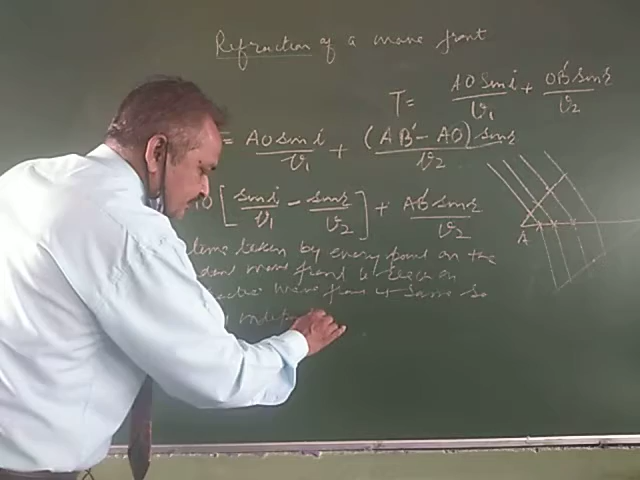 Refraction of a wave front
T = AO sin i / v₁ + OB' sin r / v₂
= AO sin i / v₁ + (AB' - AO) sin r / v₂
[ sin i / v₁ - sin r / v₂ ] + AB' sin r / v₂
A
time taken by every point on the
wave front to reach on
wave front is same so